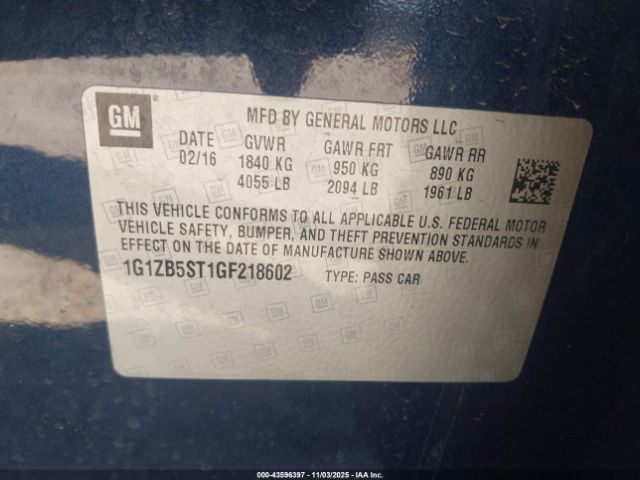 GM
MFD BY GENERAL MOTORS LLC
DATE GVWR GAWR FRT GAWR RR
02/16 1840 KG 950 KG 890 KG
4055 LB 2094 LB 1961 LB
THIS VEHICLE CONFORMS TO ALL APPLICABLE U.S. FEDERAL MOTOR
VEHICLE SAFETY, BUMPER, AND THEFT PREVENTION STANDARDS IN
EFFECT ON THE DATE OF MANUFACTURE SHOWN ABOVE.
1G1ZB5ST1GF218602 TYPE: PASS CAR
000-43596397 - 11/03/2025 - IAAI.COM